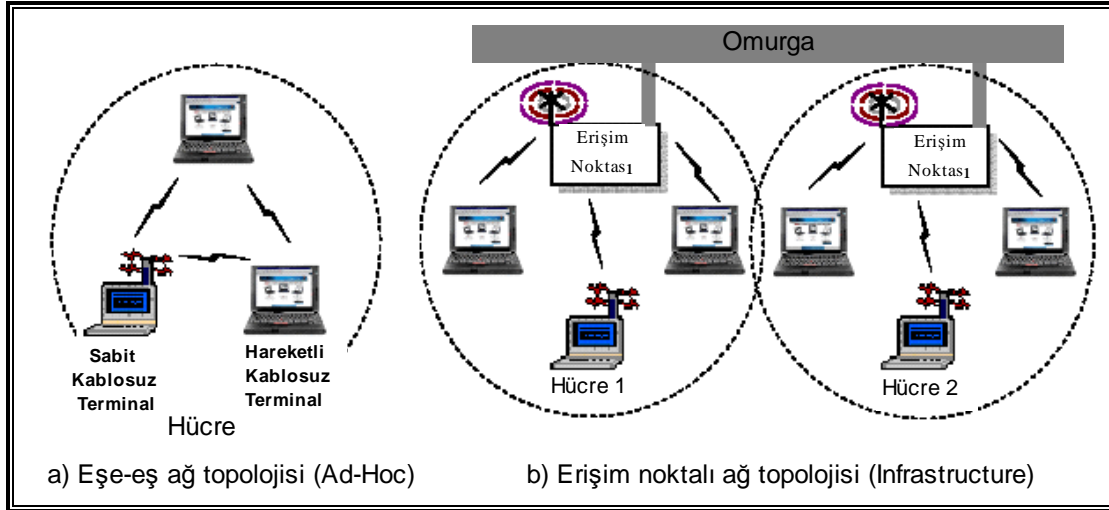 Omurga
Erişim
Noktası
Erişim
Noktası
Sabit
Kablosuz
Terminal
Hareketli
Kablosuz
Terminal
Hücre
Hücre 1
Hücre 2
a) Eşe-eş ağ topolojisi (Ad-Hoc)
b) Erişim noktalı ağ topolojisi (Infrastructure)